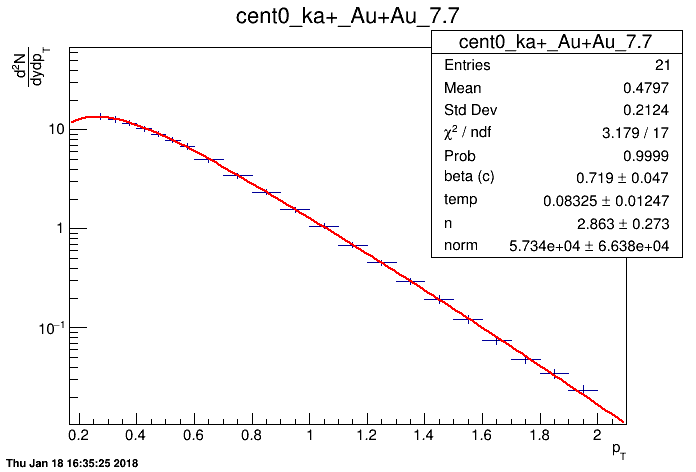 cent0_ka+_Au+Au_7.7
d²N
dydp_T
cent0_ka+_Au+Au_7.7
Entries 21
Mean 0.4797
Std Dev 0.2124
χ² / ndf 3.179 / 17
Prob 0.9999
beta (c) 0.719 ± 0.047
temp 0.08325 ± 0.01247
n 2.863 ± 0.273
norm 5.734e+04 ± 6.638e+04
10
1
10⁻¹
0.2 0.4 0.6 0.8 1 1.2 1.4 1.6 1.8 2
p_T
Thu Jan 18 16:35:25 2018